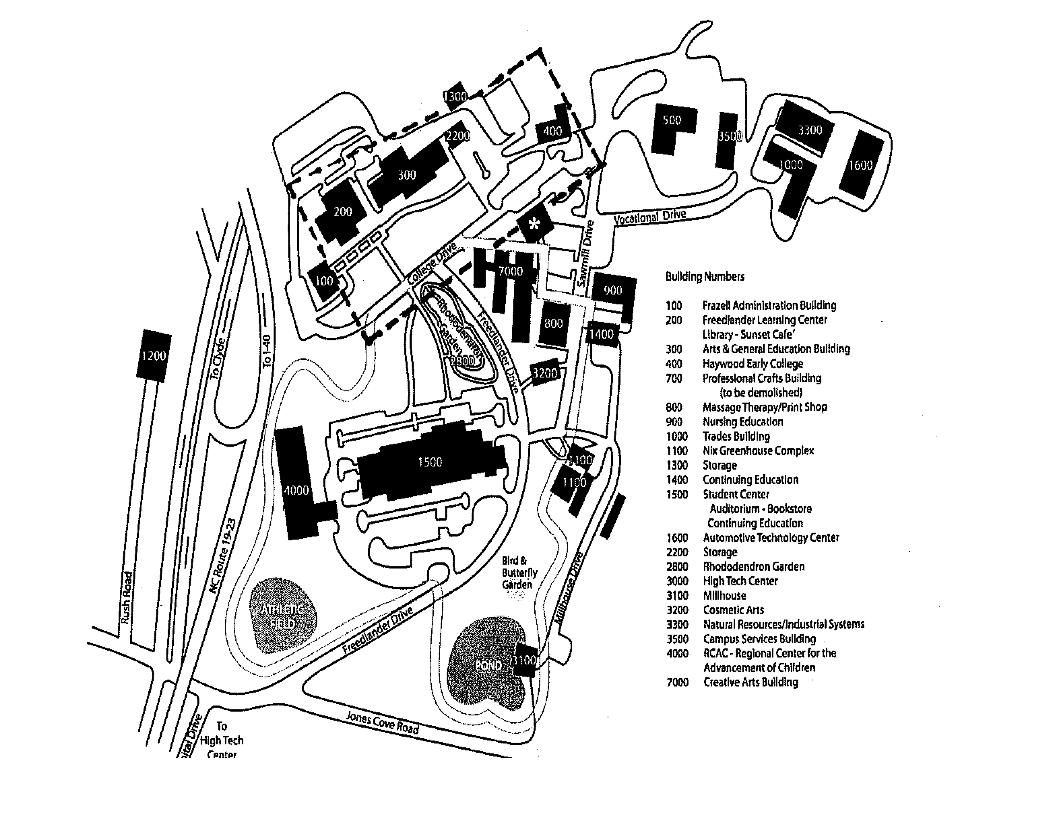 1300
2200
400
500
3500
3300
1000
1600
300
200
100
*
College Drive
Sawmill Drive
Vocational Drive
7000
900
800
1400
Rhododendron
Garden
2800
Freedlander Drive
3200
1200
To Clyde
To I-40
1500
4000
1100
1100
NC Route 19-23
Rush Road
Bird &
Butterfly
Garden
Millhouse Drive
ATHLETIC
FIELD
Freedlander Drive
POND
3100
Jones Cove Road
To
High Tech
Center
Building Numbers
100 Frazell Administration Building
200 Freedlander Learning Center
Library - Sunset Cafe'
300 Arts & General Education Building
400 Haywood Early College
700 Professional Crafts Building
(to be demolished)
800 Massage Therapy/Print Shop
900 Nursing Education
1000 Trades Building
1100 Nix Greenhouse Complex
1300 Storage
1400 Continuing Education
1500 Student Center
Auditorium - Bookstore
Continuing Education
1600 Automotive Technology Center
2200 Storage
2800 Rhododendron Garden
3000 High Tech Center
3100 Millhouse
3200 Cosmetic Arts
3300 Natural Resources/Industrial Systems
3500 Campus Services Building
4000 RCAC - Regional Center for the
Advancement of Children
7000 Creative Arts Building